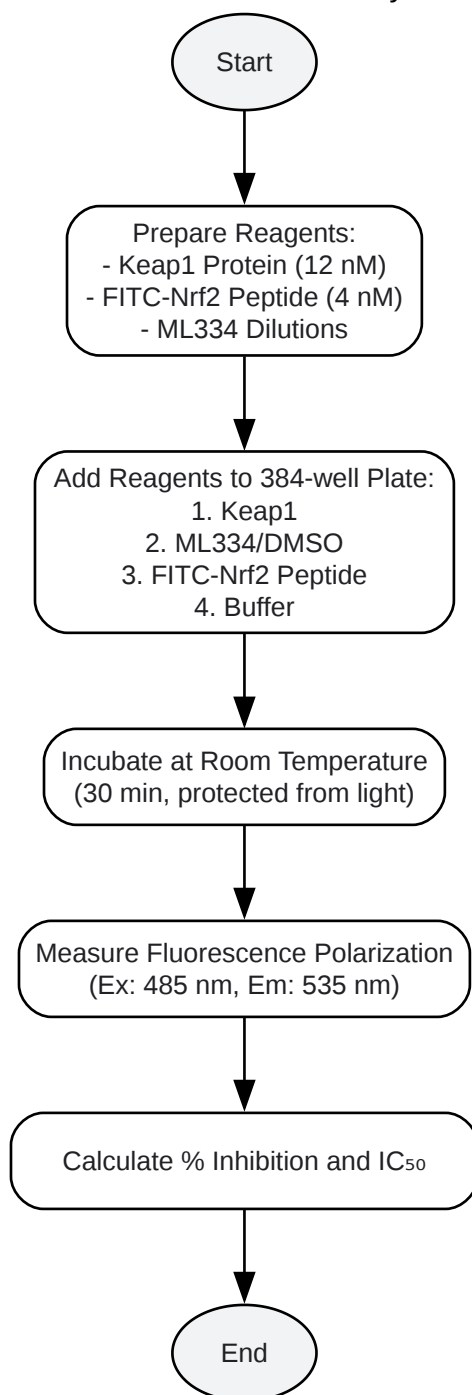 Start
Prepare Reagents:
- Keap1 Protein (12 nM)
- FITC-Nrf2 Peptide (4 nM)
- ML334 Dilutions
Add Reagents to 384-well Plate:
1. Keap1
2. ML334/DMSO
3. FITC-Nrf2 Peptide
4. Buffer
Incubate at Room Temperature
(30 min, protected from light)
Measure Fluorescence Polarization
(Ex: 485 nm, Em: 535 nm)
Calculate % Inhibition and IC₅₀
End